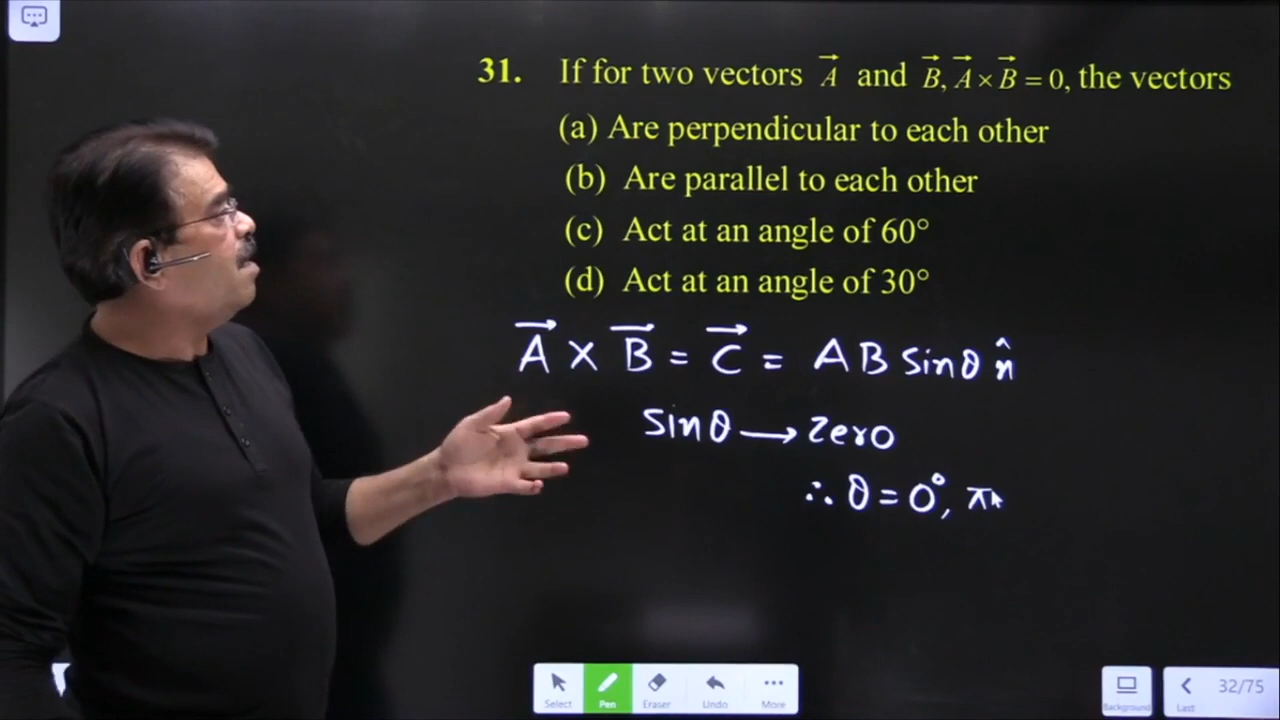 31. If for two vectors A⃗ and B⃗, A⃗ × B⃗ = 0, the vectors
(a) Are perpendicular to each other
(b) Are parallel to each other
(c) Act at an angle of 60°
(d) Act at an angle of 30°
A⃗ × B⃗ = C⃗ = AB Sinθ n̂
Sinθ → Zero
∴ θ = 0°, π
Select Pen Eraser Undo More
Background
Last
32/75